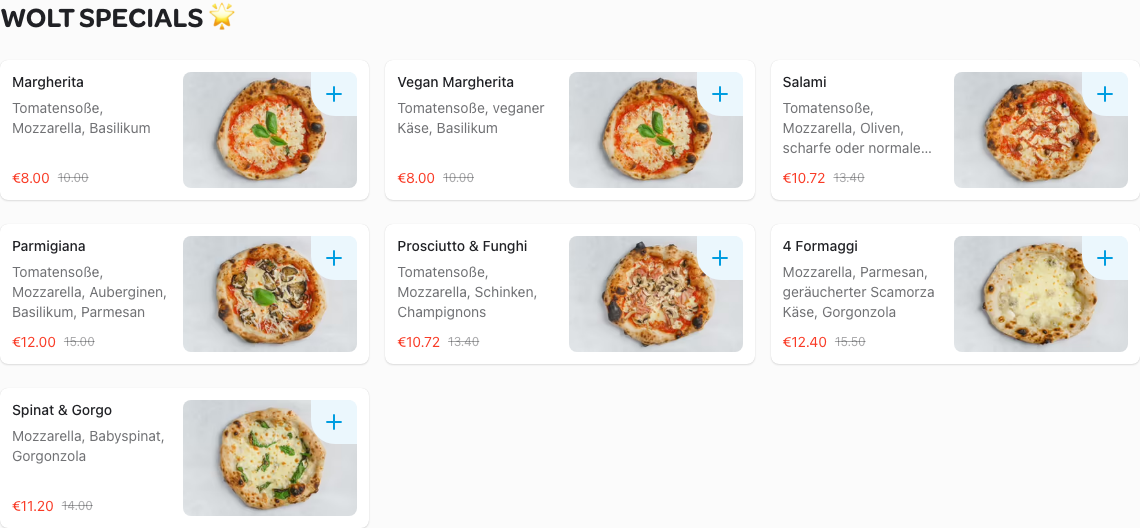 WOLT SPECIALS 🌟
Margherita
Tomatensoße,
Mozzarella, Basilikum
€8.00 10.00
Vegan Margherita
Tomatensoße, veganer
Käse, Basilikum
€8.00 10.00
Salami
Tomatensoße,
Mozzarella, Oliven,
scharfe oder normale...
€10.72 13.40
Parmigiana
Tomatensoße,
Mozzarella, Auberginen,
Basilikum, Parmesan
€12.00 15.00
Prosciutto & Funghi
Tomatensoße,
Mozzarella, Schinken,
Champignons
€10.72 13.40
4 Formaggi
Mozzarella, Parmesan,
geräucherter Scamorza
Käse, Gorgonzola
€12.40 15.50
Spinat & Gorgo
Mozzarella, Babyspinat,
Gorgonzola
€11.20 14.00